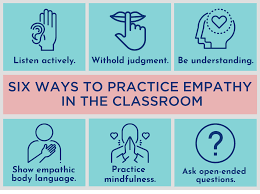 Listen actively.
Withold judgment.
Be understanding.
SIX WAYS TO PRACTICE EMPATHY
IN THE CLASSROOM
Show empathic
body language.
Practice
mindfulness.
Ask open-ended
questions.